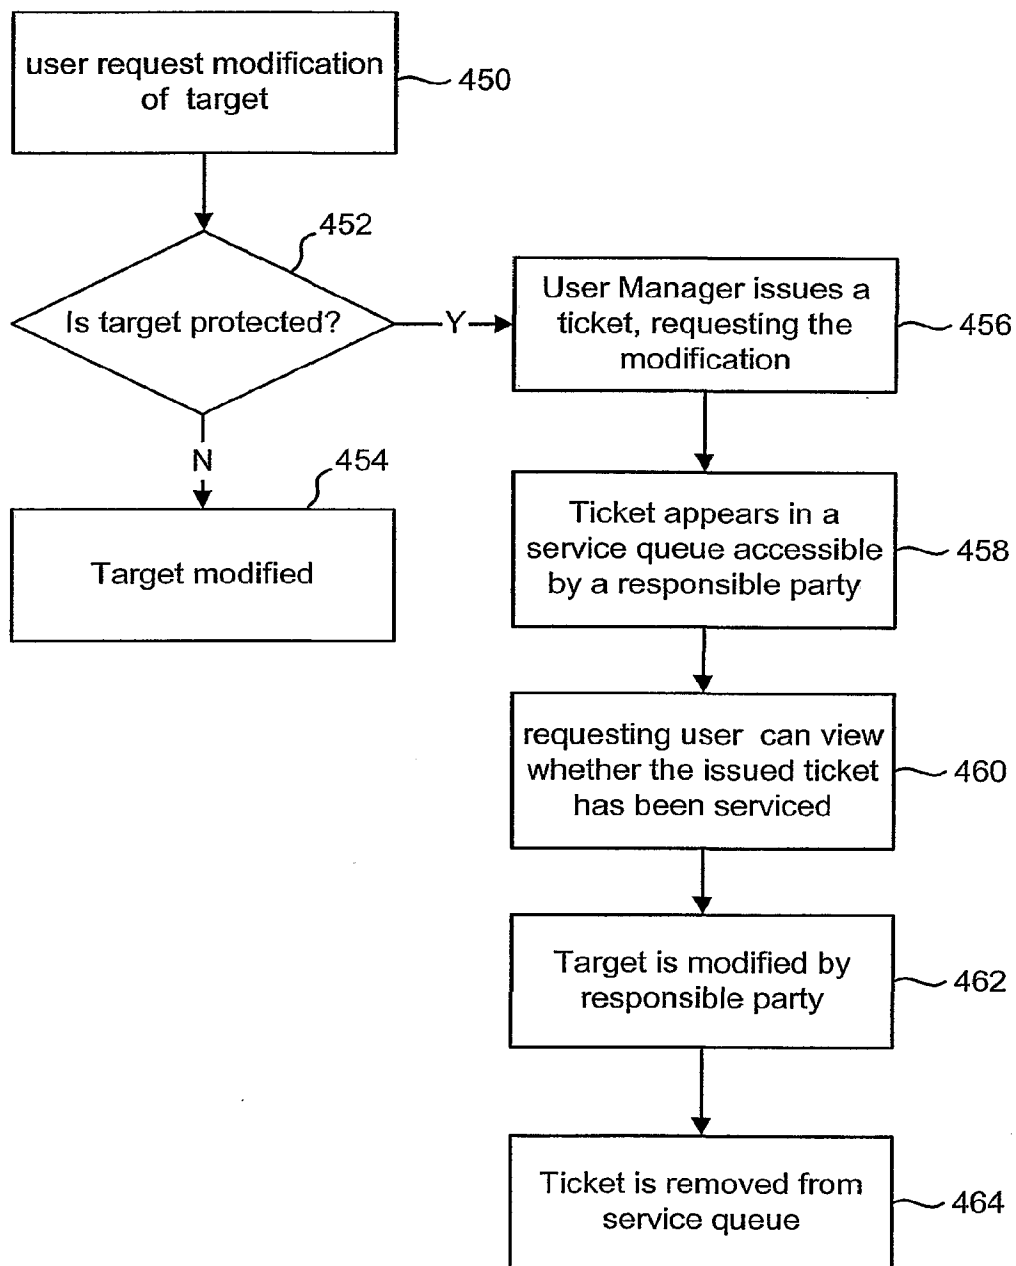 user request modification
of target
450
452
Is target protected?
Y
N
454
Target modified
User Manager issues a
ticket, requesting the
modification
456
Ticket appears in a
service queue accessible
by a responsible party
458
requesting user can view
whether the issued ticket
has been serviced
460
Target is modified by
responsible party
462
Ticket is removed from
service queue
464